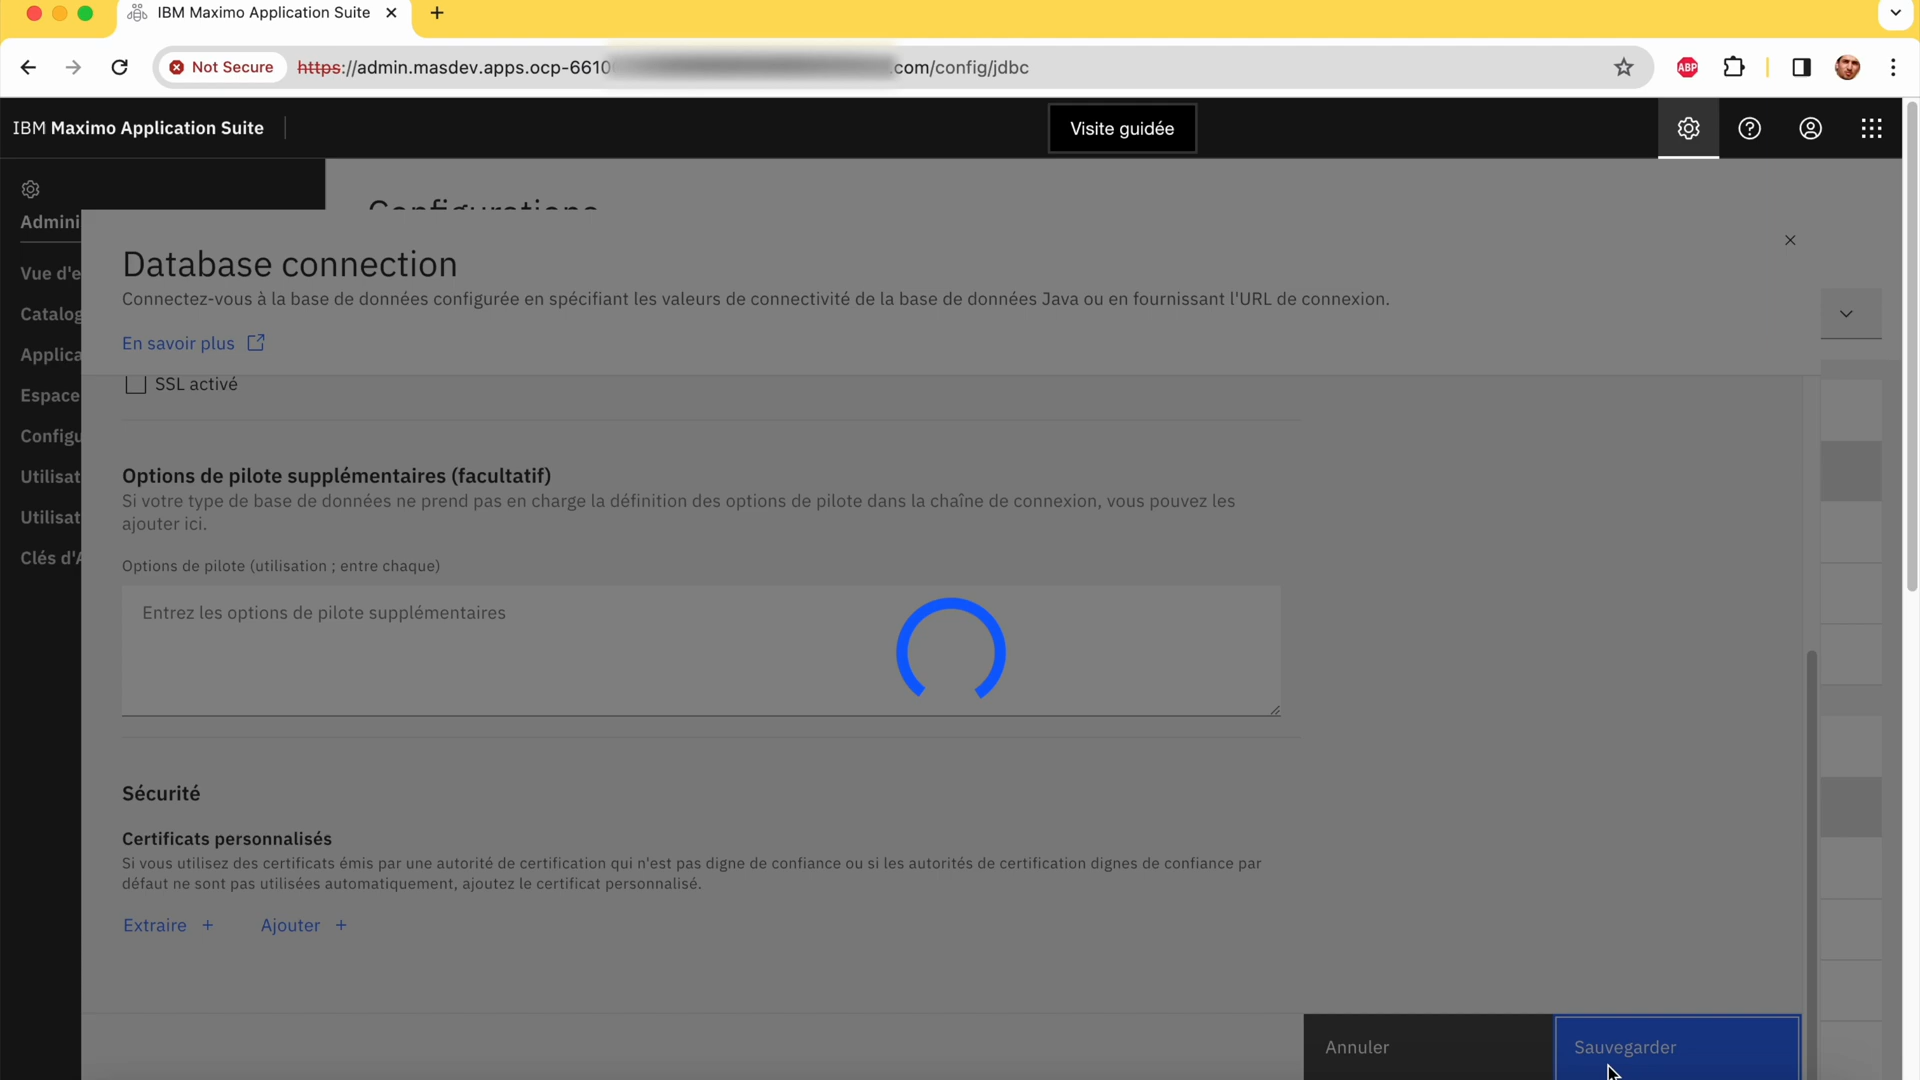 IBM Maximo Application Suite
Not Secure
https://admin.masdev.apps.ocp-6610
.com/config/jdbc
ABP
IBM Maximo Application Suite
Visite guidée
Configurations
Admini
Vue d'e
Catalog
Applica
Espace
Configu
Utilisat
Utilisat
Clés d'A
Database connection
Connectez-vous à la base de données configurée en spécifiant les valeurs de connectivité de la base de données Java ou en fournissant l'URL de connexion.
En savoir plus
SSL activé
Options de pilote supplémentaires (facultatif)
Si votre type de base de données ne prend pas en charge la définition des options de pilote dans la chaîne de connexion, vous pouvez les
ajouter ici.
Options de pilote (utilisation ; entre chaque)
Entrez les options de pilote supplémentaires
Sécurité
Certificats personnalisés
Si vous utilisez des certificats émis par une autorité de certification qui n'est pas digne de confiance ou si les autorités de certification dignes de confiance par
défaut ne sont pas utilisées automatiquement, ajoutez le certificat personnalisé.
Extraire +
Ajouter +
Annuler
Sauvegarder